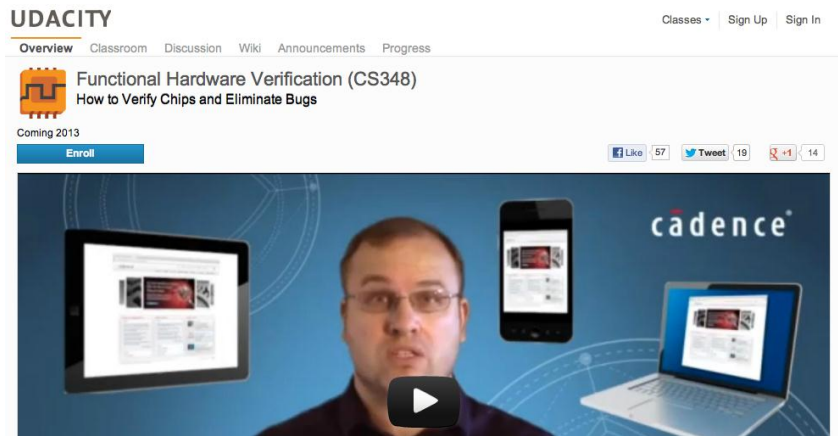 UDACITY
Classes Sign Up Sign In
Overview Classroom Discussion Wiki Announcements Progress
Functional Hardware Verification (CS348)
How to Verify Chips and Eliminate Bugs
Coming 2013
Enroll
Like 57 Tweet 19 +1 14
cādence®